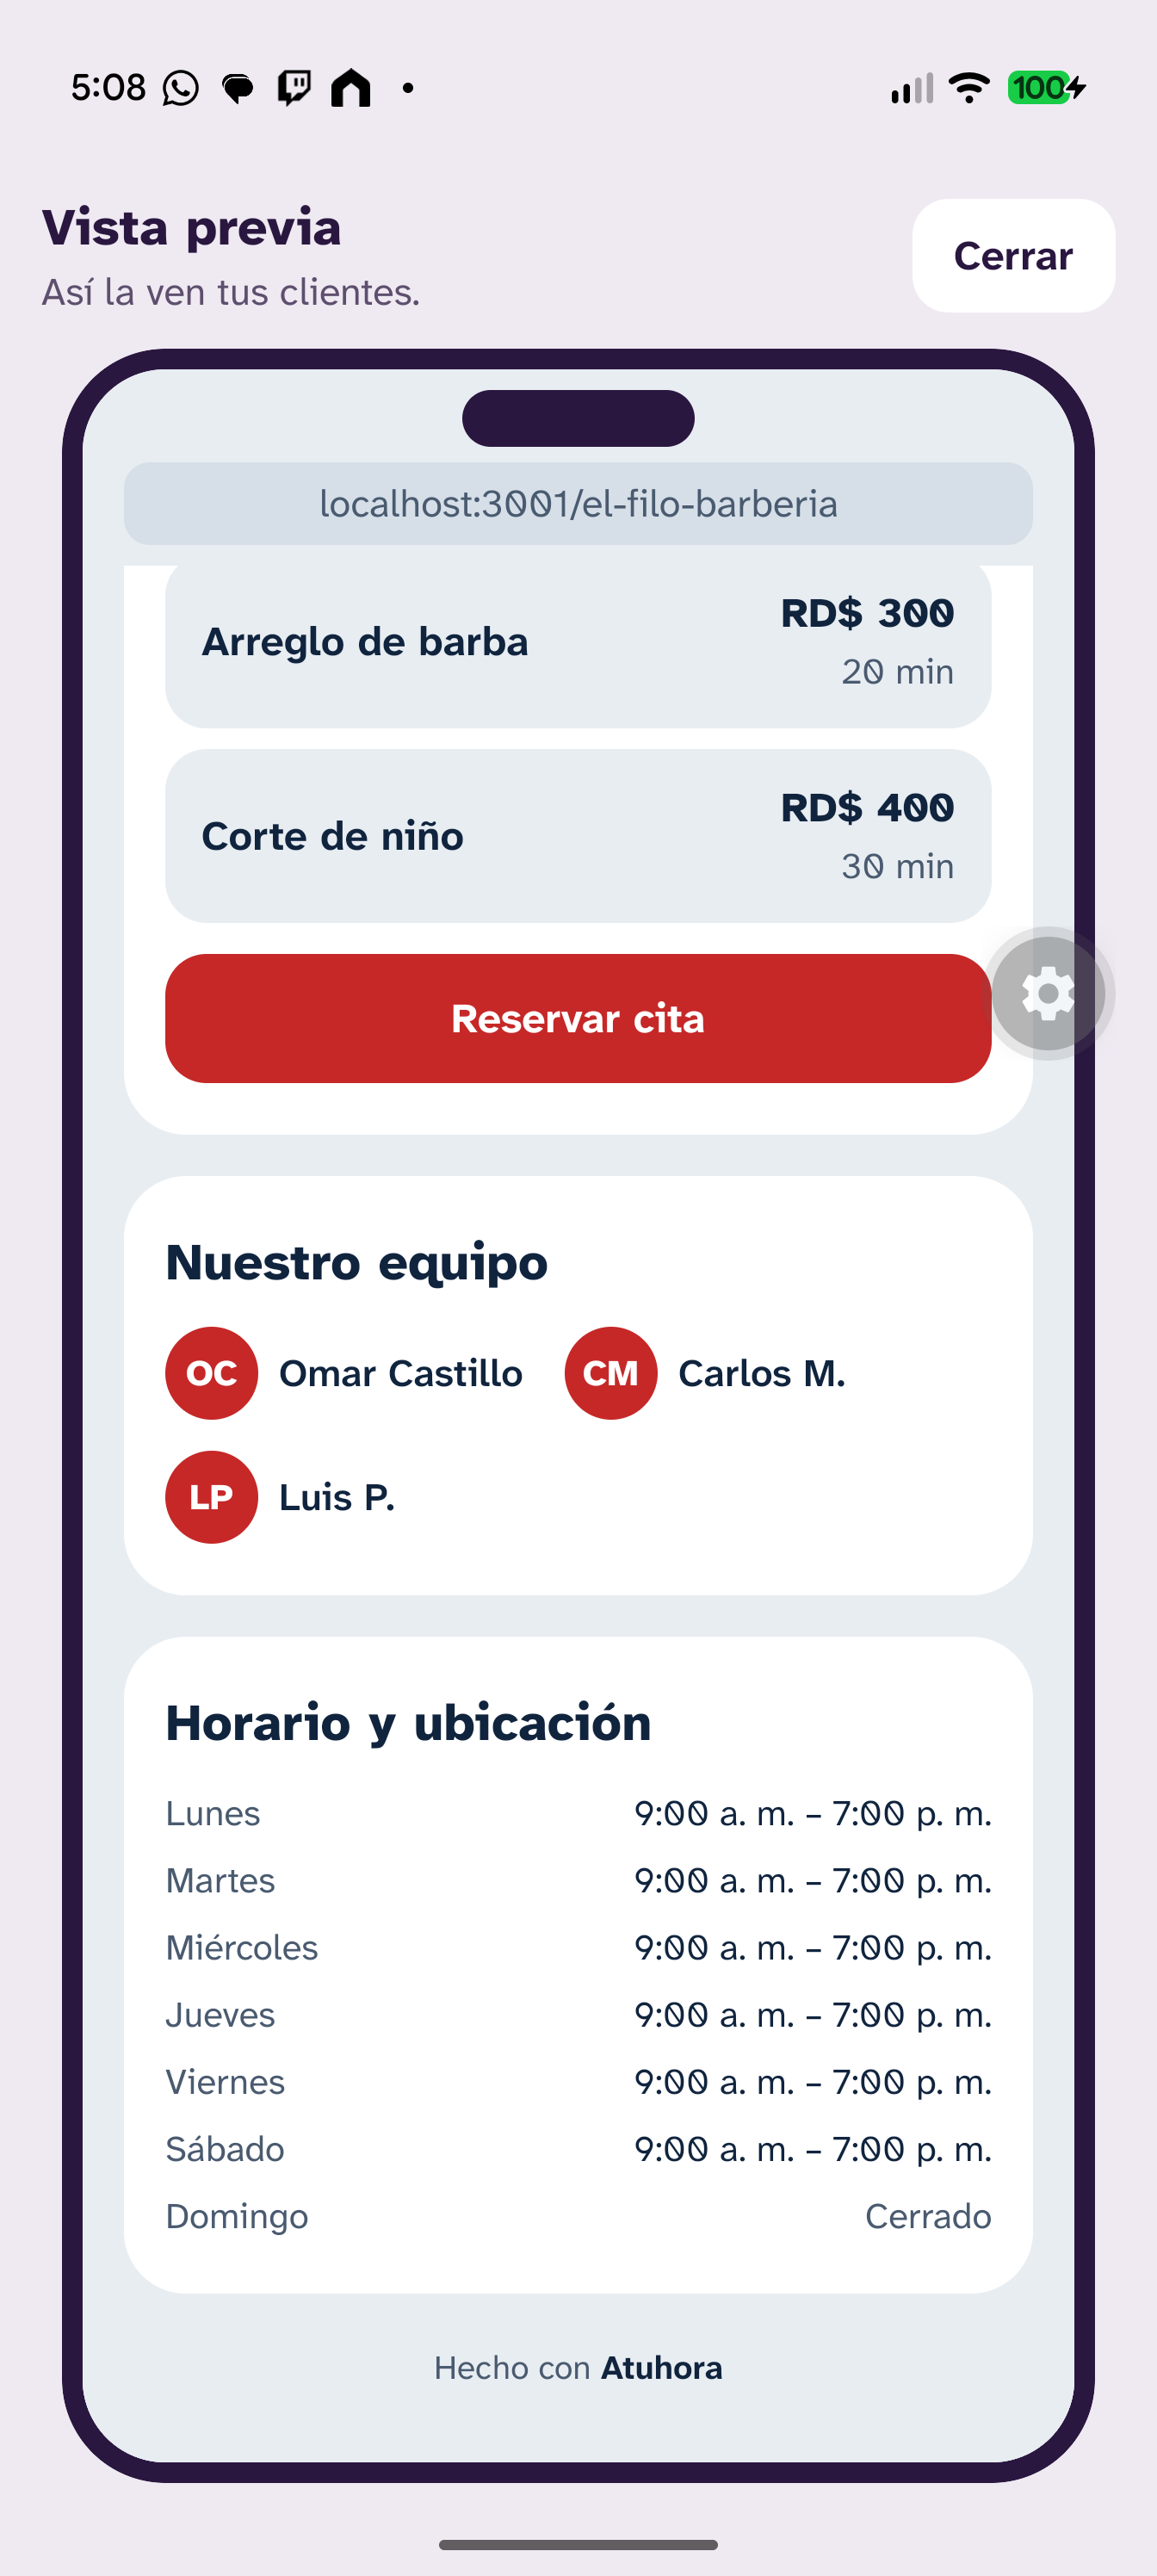 5:08
100
Vista previa
Así la ven tus clientes.
Cerrar
localhost:3001/el-filo-barberia
Arreglo de barba
RD$ 300
20 min
Corte de niño
RD$ 400
30 min
Reservar cita
Nuestro equipo
OC Omar Castillo
CM Carlos M.
LP Luis P.
Horario y ubicación
Lunes 9:00 a. m. – 7:00 p. m.
Martes 9:00 a. m. – 7:00 p. m.
Miércoles 9:00 a. m. – 7:00 p. m.
Jueves 9:00 a. m. – 7:00 p. m.
Viernes 9:00 a. m. – 7:00 p. m.
Sábado 9:00 a. m. – 7:00 p. m.
Domingo Cerrado
Hecho con Atuhora